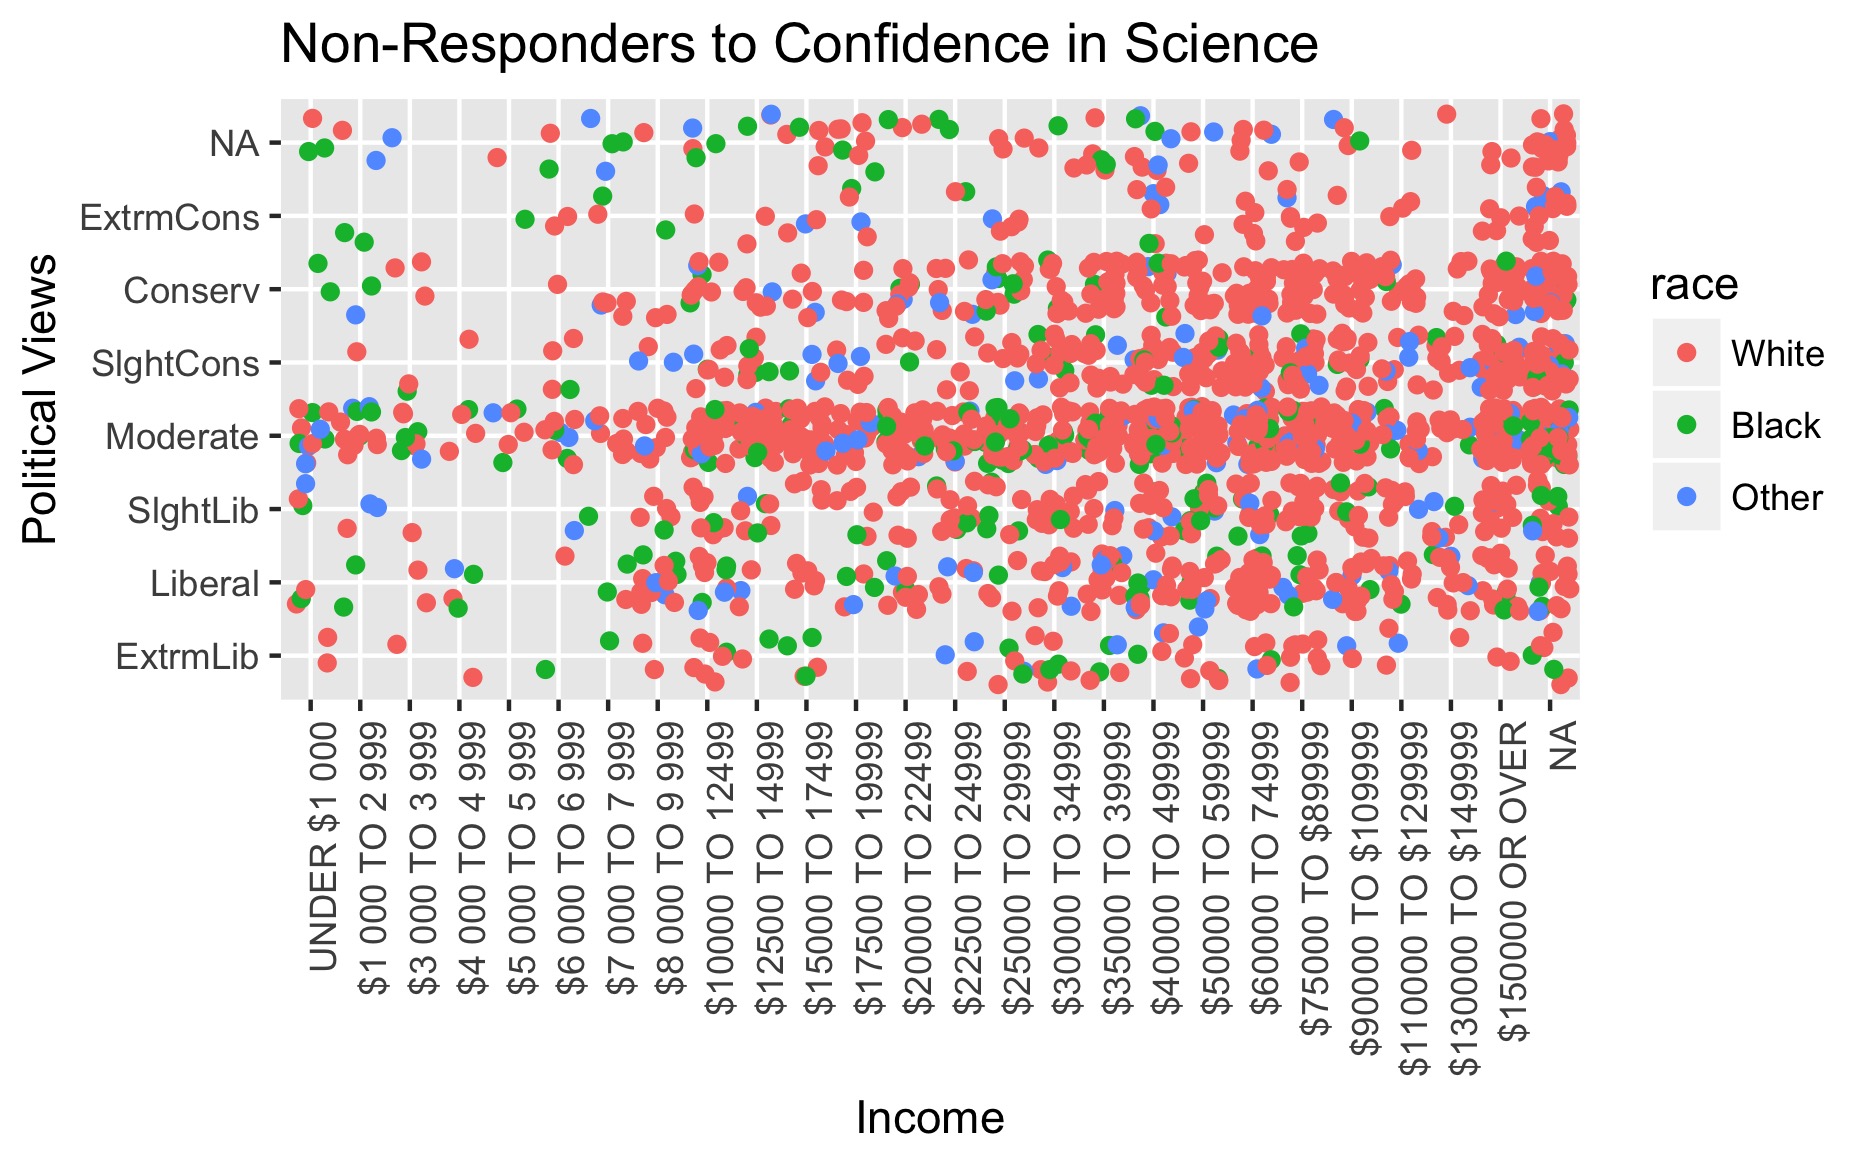 Non-Responders to Confidence in Science
Political Views
NA
ExtrmCons
Conserv
SlghtCons
Moderate
SlghtLib
Liberal
ExtrmLib
UNDER $1 000
$1 000 TO 2 999
$3 000 TO 3 999
$4 000 TO 4 999
$5 000 TO 5 999
$6 000 TO 6 999
$7 000 TO 7 999
$8 000 TO 9 999
$10000 TO 12499
$12500 TO 14999
$15000 TO 17499
$17500 TO 19999
$20000 TO 22499
$22500 TO 24999
$25000 TO 29999
$30000 TO 34999
$35000 TO 39999
$40000 TO 49999
$50000 TO 59999
$60000 TO 74999
$75000 TO $89999
$90000 TO $109999
$110000 TO $129999
$130000 TO $149999
$150000 OR OVER
NA
Income
race
White
Black
Other